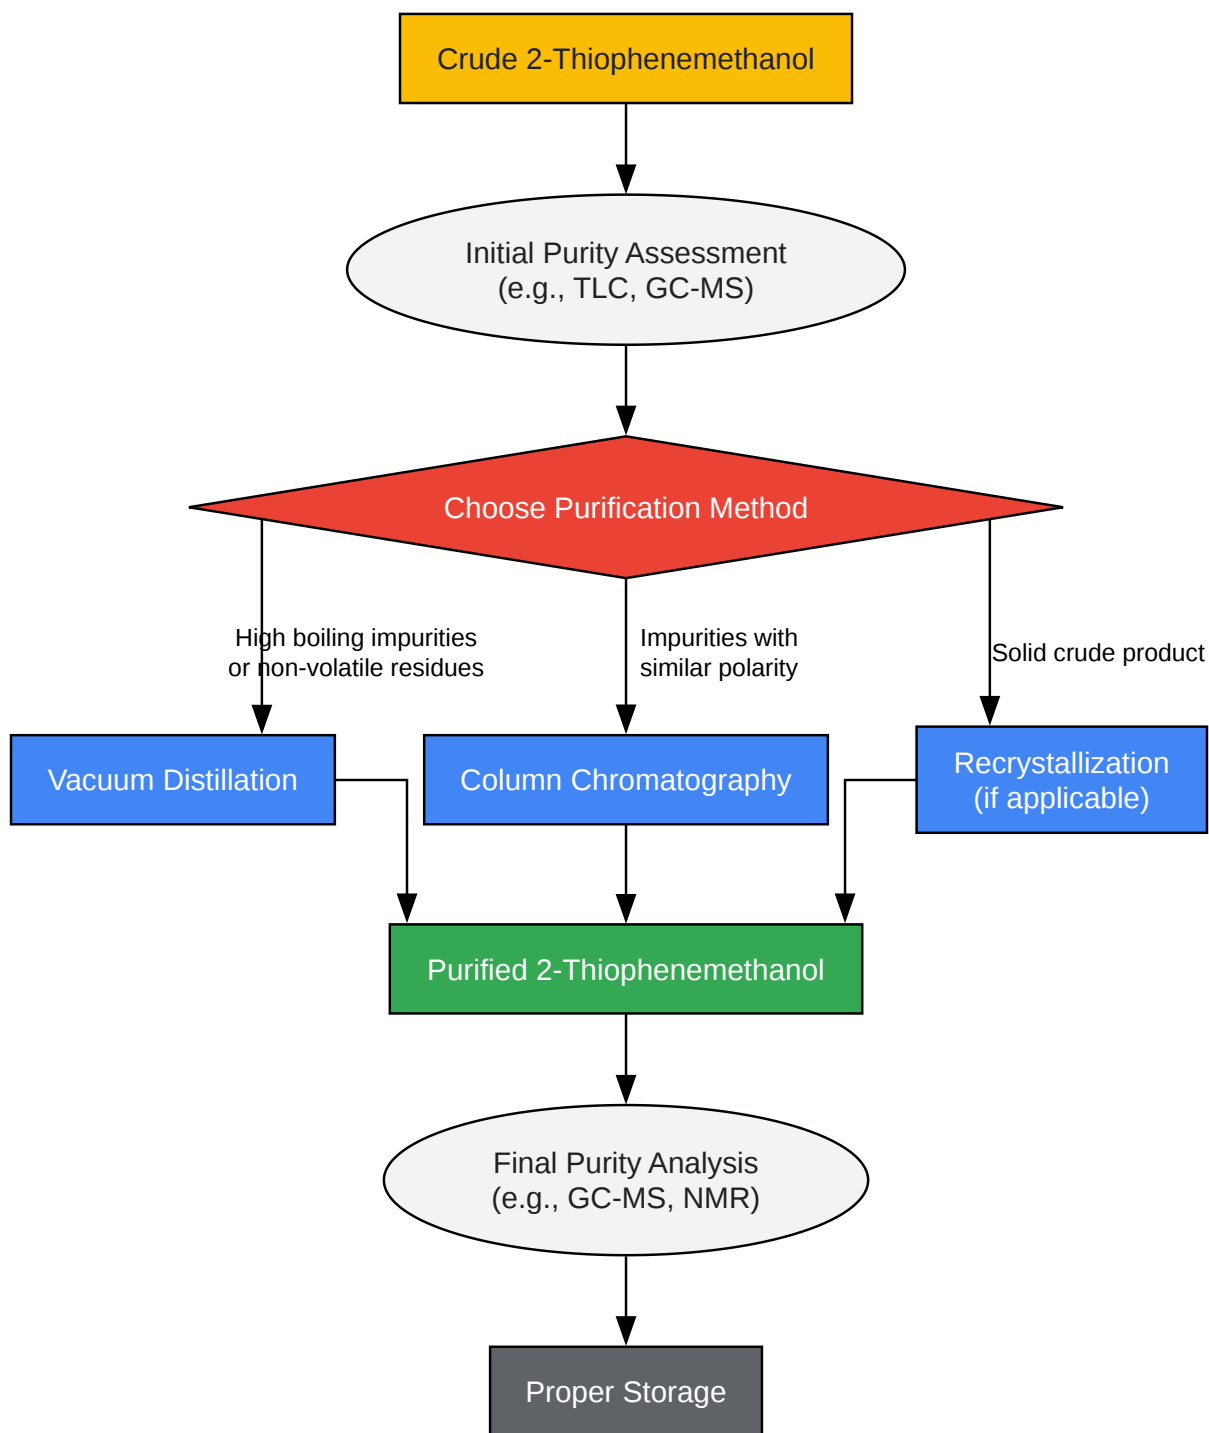 Crude 2-Thiophenemethanol
Initial Purity Assessment
(e.g., TLC, GC-MS)
Choose Purification Method
High boiling impurities
or non-volatile residues
Impurities with
similar polarity
Solid crude product
Vacuum Distillation
Column Chromatography
Recrystallization
(if applicable)
Purified 2-Thiophenemethanol
Final Purity Analysis
(e.g., GC-MS, NMR)
Proper Storage